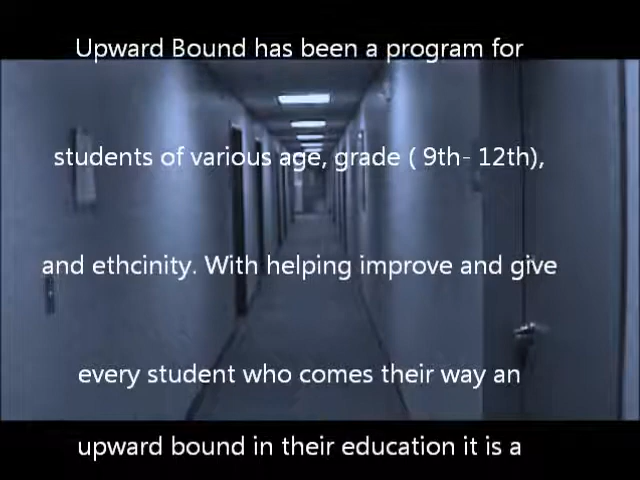 Upward Bound has been a program for
students of various age, grade ( 9th- 12th),
and ethcinity. With helping improve and give
every student who comes their way an
upward bound in their education it is a